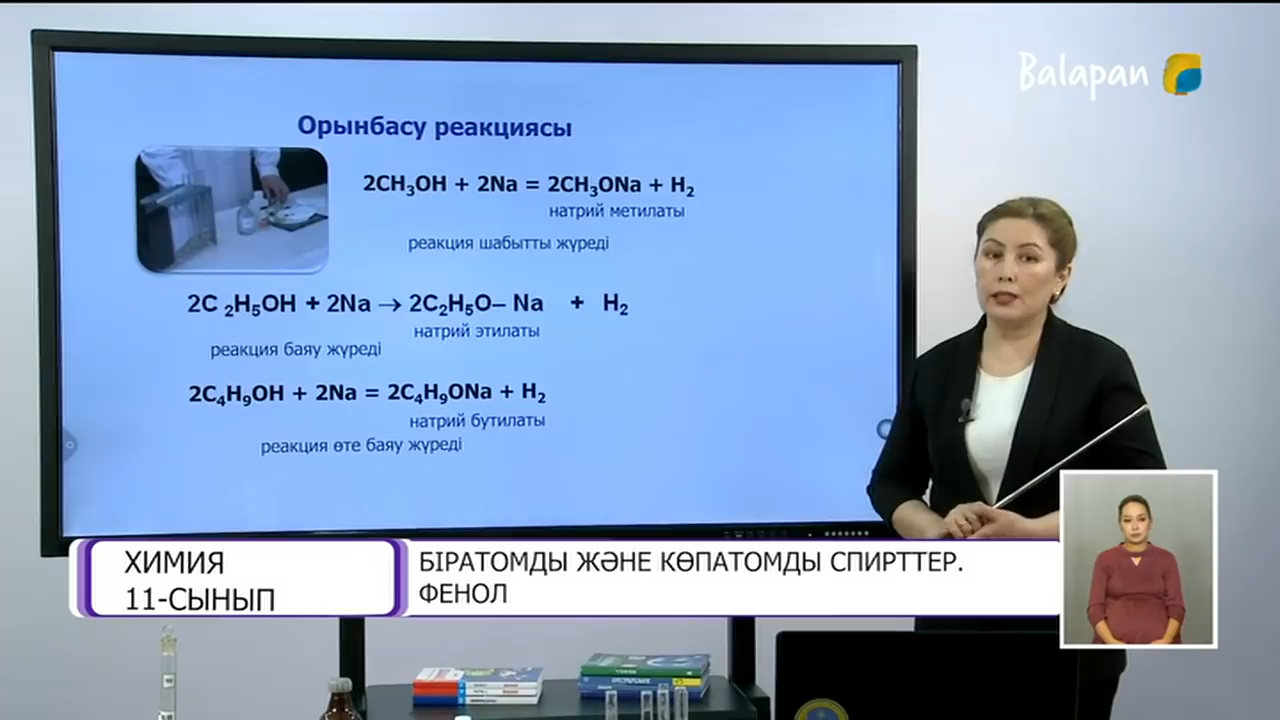 Balapan
Орынбасу реакциясы
2CH₃OH + 2Na = 2CH₃ONa + H₂
натрий метилаты
реакция шабытты жүреді
2C ₂H₅OH + 2Na → 2C₂H₅O– Na + H₂
натрий этилаты
реакция баяу жүреді
2C₄H₉OH + 2Na = 2C₄H₉ONa + H₂
натрий бутилаты
реакция өте баяу жүреді
ХИМИЯ
11-СЫНЫП
БІРАТОМДЫ ЖӘНЕ КӨПАТОМДЫ СПИРТТЕР.
ФЕНОЛ